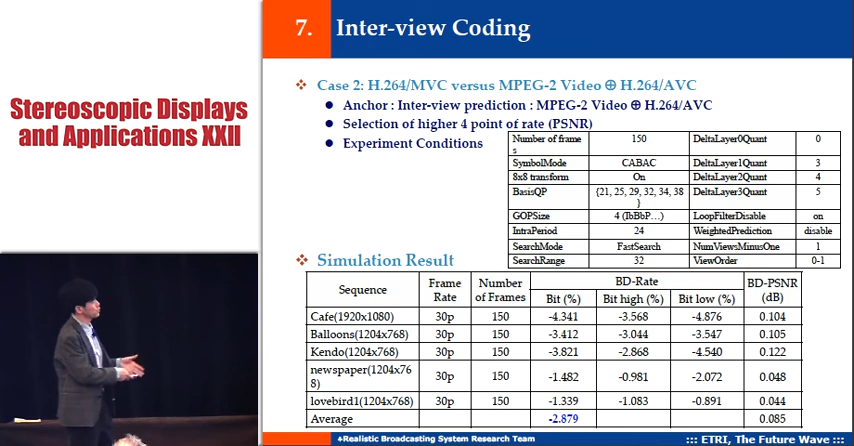 Stereoscopic Displays
and Applications XXII
7. Inter-view Coding
❖ Case 2: H.264/MVC versus MPEG-2 Video ⊕ H.264/AVC
● Anchor : Inter-view prediction : MPEG-2 Video ⊕ H.264/AVC
● Selection of higher 4 point of rate (PSNR)
● Experiment Conditions
Number of frame
s 150 DeltaLayer0Quant 0
SymbolMode CABAC DeltaLayer1Quant 3
8x8 transform On DeltaLayer2Quant 4
BasisQP {21, 25, 29, 32, 34, 38
} DeltaLayer3Quant 5
GOPSize 4 (IbBbP…) LoopFilterDisable on
IntraPeriod 24 WeightedPrediction disable
SearchMode FastSearch NumViewsMinusOne 1
SearchRange 32 ViewOrder 0-1
❖ Simulation Result
Sequence Frame Rate Number of Frames BD-Rate BD-PSNR (dB)
Bit (%) Bit high (%) Bit low (%)
Cafe(1920x1080) 30p 150 -4.341 -3.568 -4.876 0.104
Balloons(1204x768) 30p 150 -3.412 -3.044 -3.547 0.105
Kendo(1204x768) 30p 150 -3.821 -2.868 -4.540 0.122
newspaper(1204x76
8) 30p 150 -1.482 -0.981 -2.072 0.048
lovebird1(1204x768) 30p 150 -1.339 -1.083 -0.891 0.044
Average -2.879 0.085
♦Realistic Broadcasting System Research Team
::: ETRI, The Future Wave :::